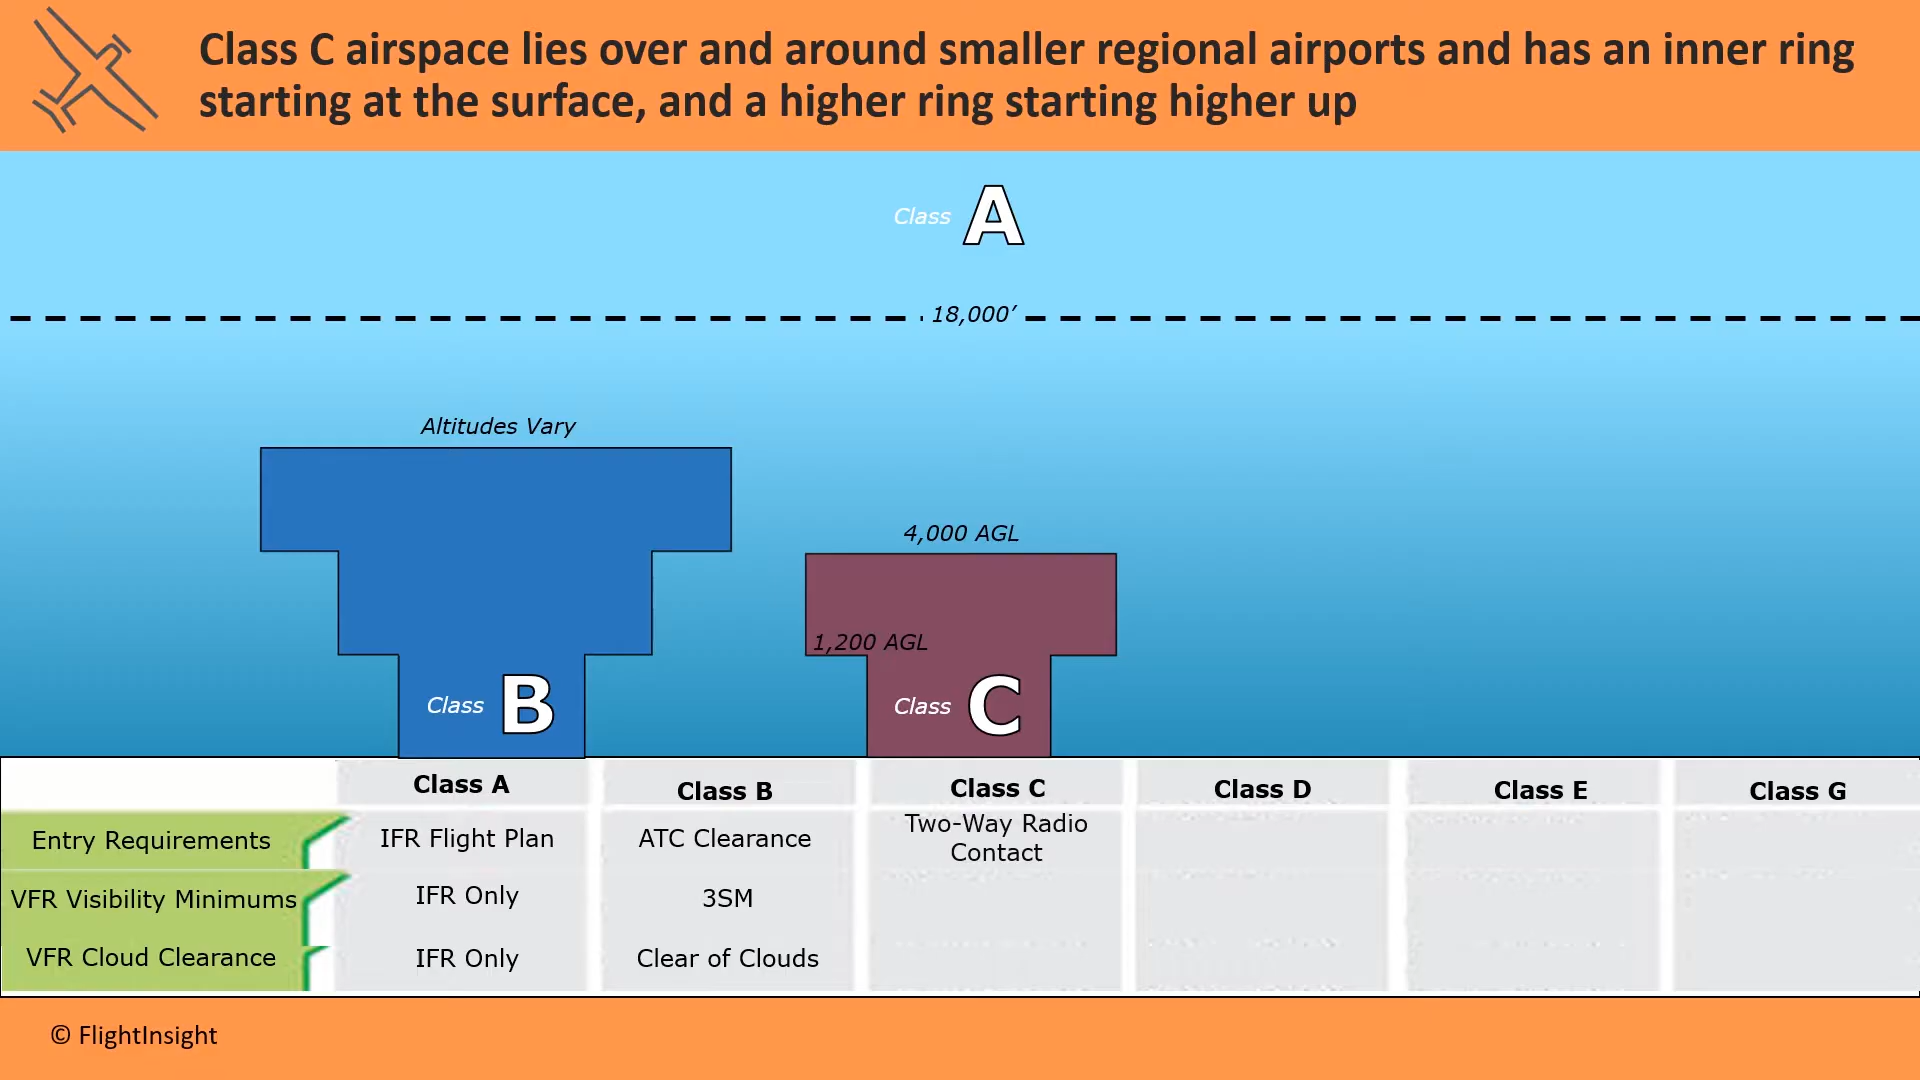 Class C airspace lies over and around smaller regional airports and has an inner ring
starting at the surface, and a higher ring starting higher up
Class A
18,000’
Altitudes Vary
4,000 AGL
1,200 AGL
Class B
Class C
Class A Class B Class C Class D Class E Class G
Entry Requirements IFR Flight Plan ATC Clearance Two-Way Radio
Contact
VFR Visibility Minimums IFR Only 3SM
VFR Cloud Clearance IFR Only Clear of Clouds
© FlightInsight